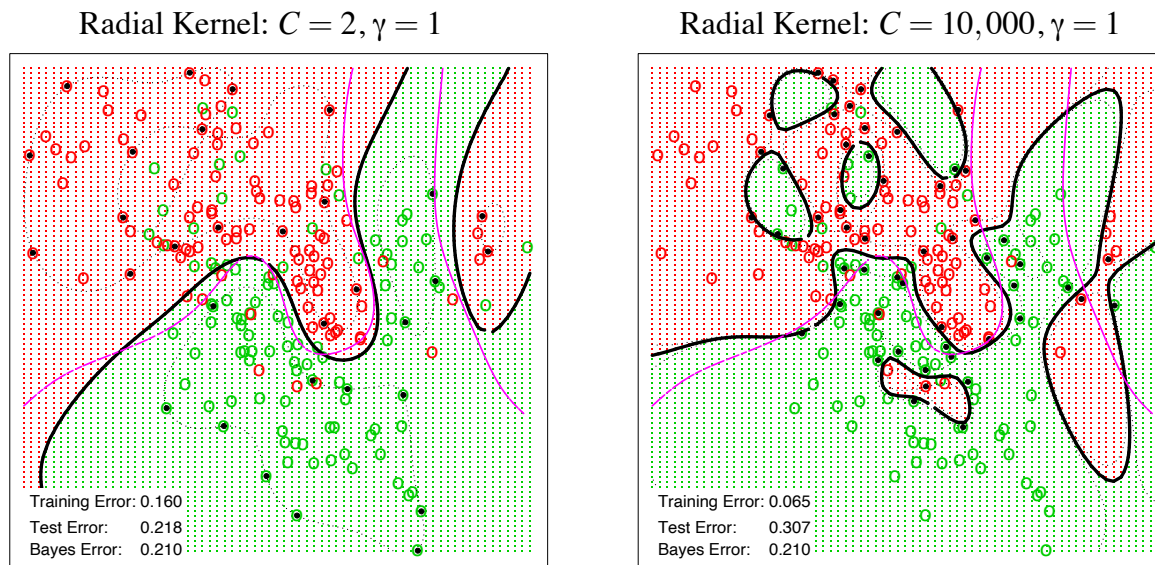 Radial Kernel: C = 2, γ = 1
Training Error: 0.160
Test Error: 0.218
Bayes Error: 0.210
Radial Kernel: C = 10,000, γ = 1
Training Error: 0.065
Test Error: 0.307
Bayes Error: 0.210